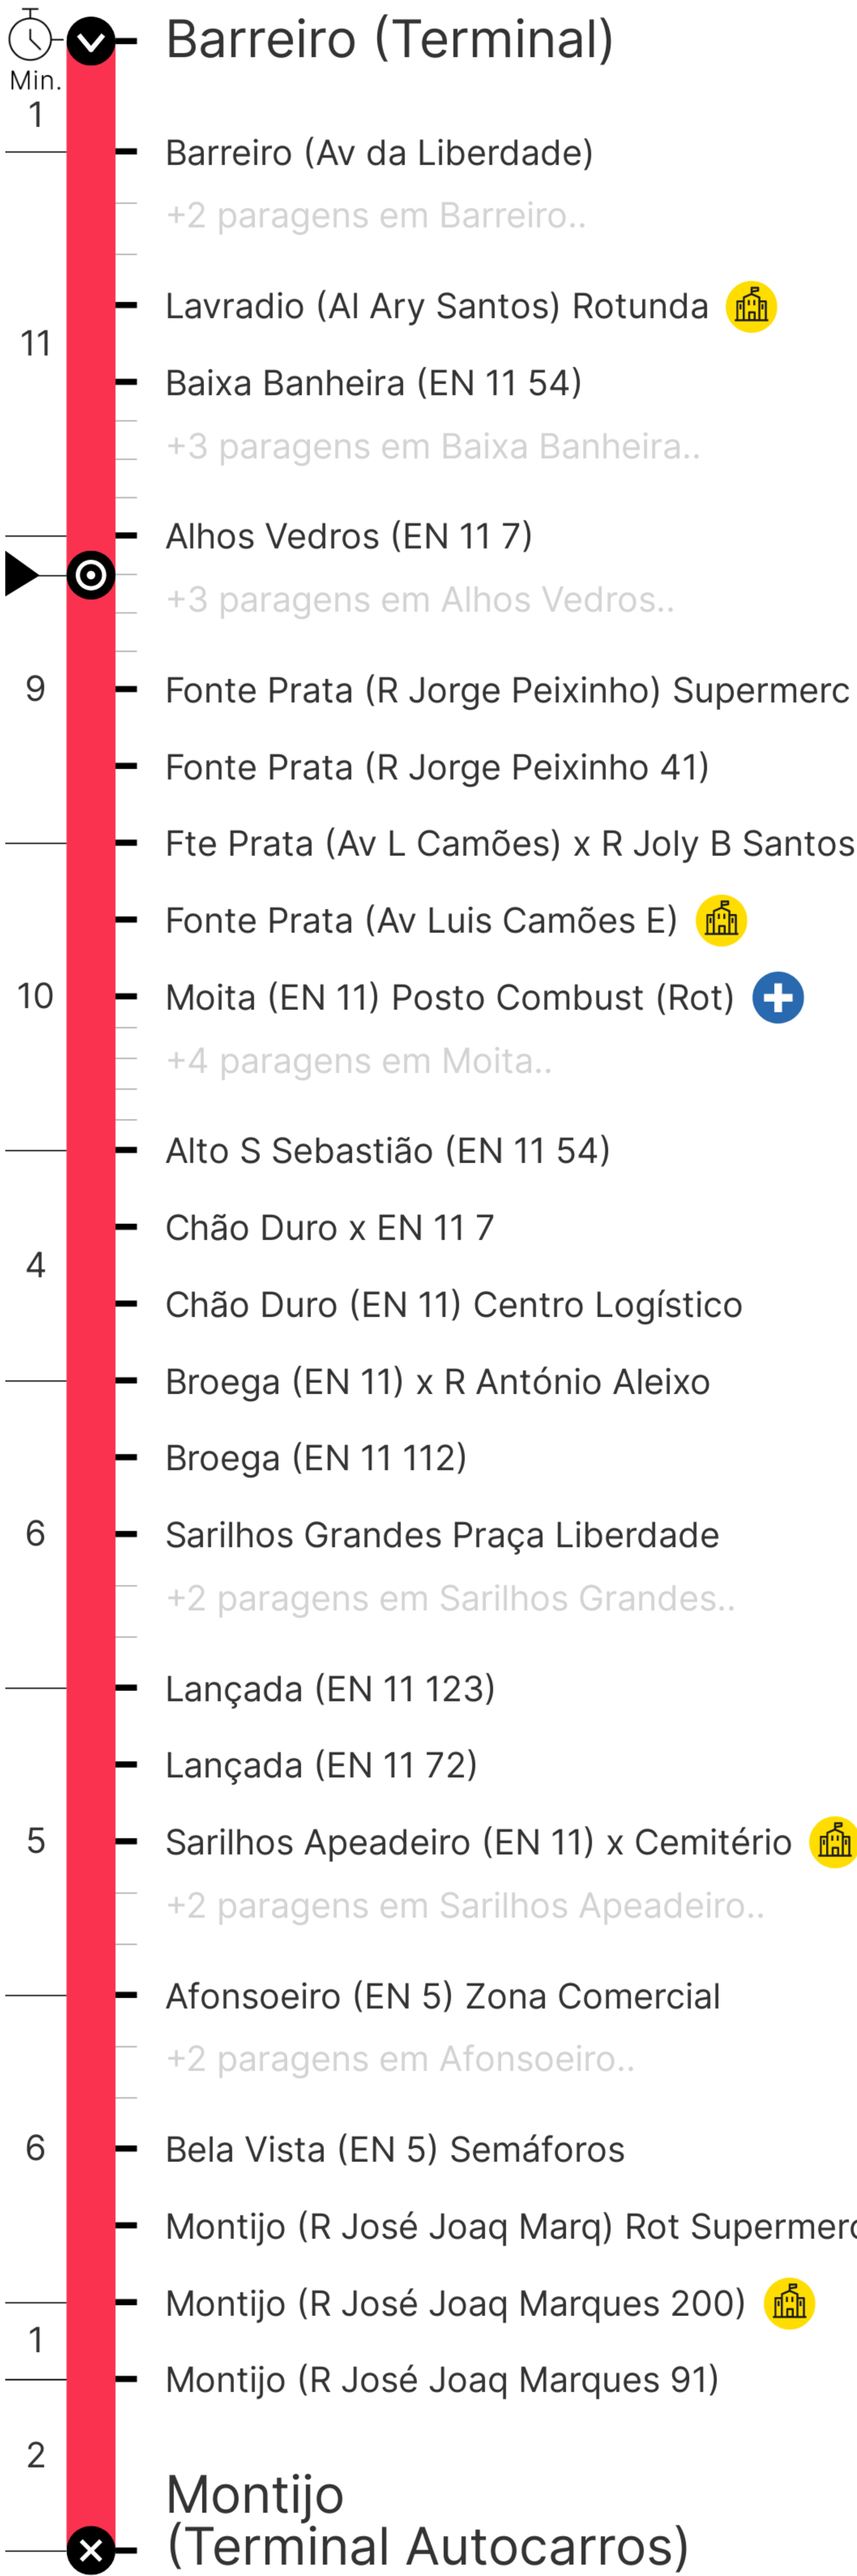 Barreiro (Terminal)
Min.
1
Barreiro (Av da Liberdade)
+2 paragens em Barreiro..
Lavradio (Al Ary Santos) Rotunda
11
Baixa Banheira (EN 11 54)
+3 paragens em Baixa Banheira..
Alhos Vedros (EN 11 7)
+3 paragens em Alhos Vedros..
9
Fonte Prata (R Jorge Peixinho) Supermerc
Fonte Prata (R Jorge Peixinho 41)
Fte Prata (Av L Camões) x R Joly B Santos
Fonte Prata (Av Luis Camões E)
10
Moita (EN 11) Posto Combust (Rot)
+4 paragens em Moita..
Alto S Sebastião (EN 11 54)
Chão Duro x EN 11 7
4
Chão Duro (EN 11) Centro Logístico
Broega (EN 11) x R António Aleixo
Broega (EN 11 112)
6
Sarilhos Grandes Praça Liberdade
+2 paragens em Sarilhos Grandes..
Lançada (EN 11 123)
Lançada (EN 11 72)
5
Sarilhos Apeadeiro (EN 11) x Cemitério
+2 paragens em Sarilhos Apeadeiro..
Afonsoeiro (EN 5) Zona Comercial
+2 paragens em Afonsoeiro..
6
Bela Vista (EN 5) Semáforos
Montijo (R José Joaq Marq) Rot Supermerc
Montijo (R José Joaq Marques 200)
1
Montijo (R José Joaq Marques 91)
2
Montijo
(Terminal Autocarros)